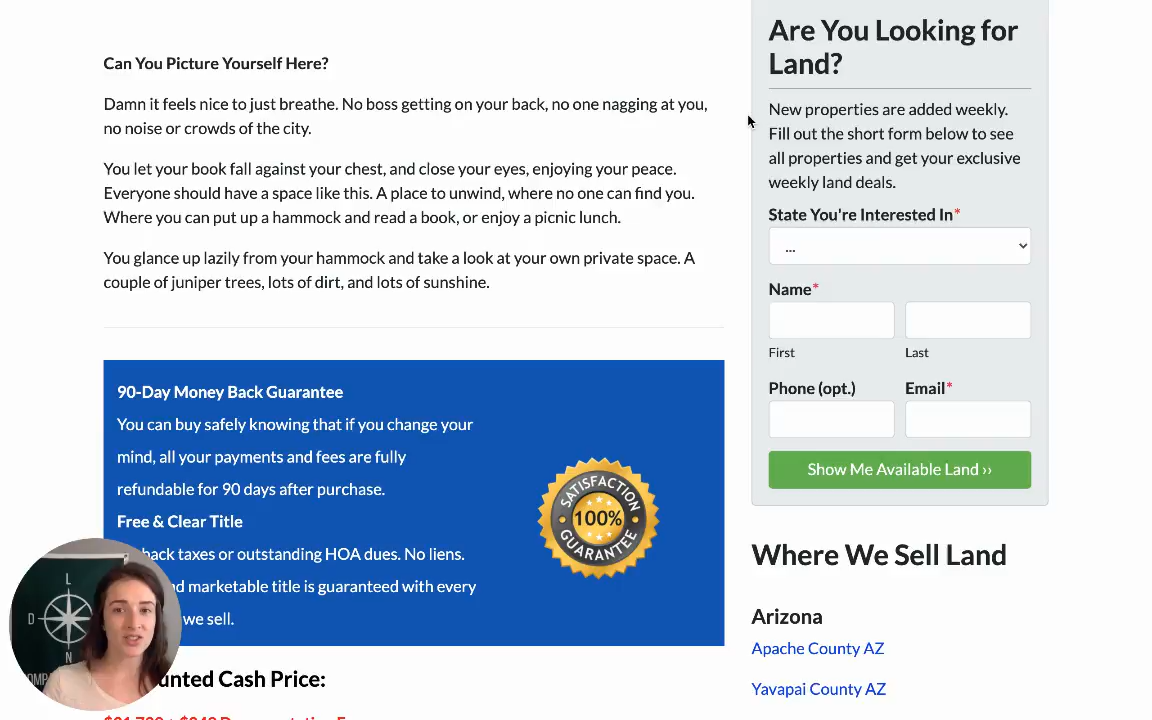 Can You Picture Yourself Here?
Damn it feels nice to just breathe. No boss getting on your back, no one nagging at you,
no noise or crowds of the city.
You let your book fall against your chest, and close your eyes, enjoying your peace.
Everyone should have a space like this. A place to unwind, where no one can find you.
Where you can put up a hammock and read a book, or enjoy a picnic lunch.
You glance up lazily from your hammock and take a look at your own private space. A
couple of juniper trees, lots of dirt, and lots of sunshine.
90-Day Money Back Guarantee
You can buy safely knowing that if you change your
mind, all your payments and fees are fully
refundable for 90 days after purchase.
Free & Clear Title
back taxes or outstanding HOA dues. No liens.
marketable title is guaranteed with every
we sell.
SATISFACTION
100%
GUARANTEE
Cash Price:
L
D
N
Are You Looking for
Land?
New properties are added weekly.
Fill out the short form below to see
all properties and get your exclusive
weekly land deals.
State You're Interested In*
...
Name*
First Last
Phone (opt.) Email*
Show Me Available Land ››
Where We Sell Land
Arizona
Apache County AZ
Yavapai County AZ